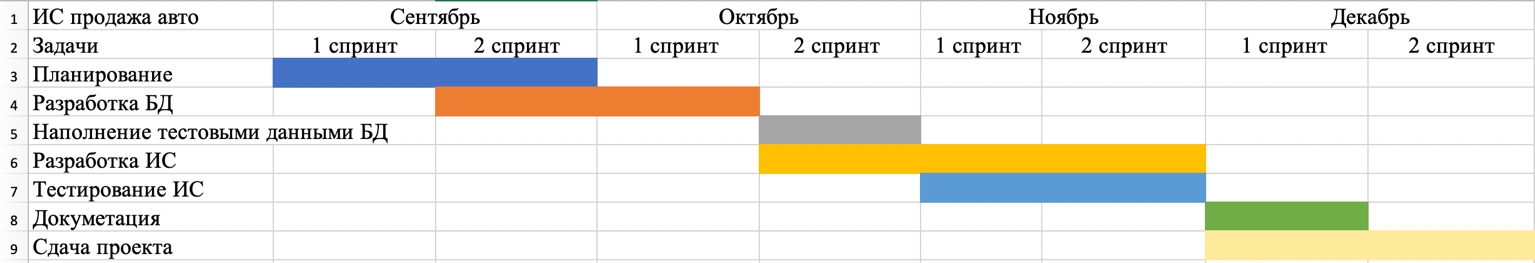 1 ИС продажа авто Сентябрь Октябрь Ноябрь Декабрь
2 Задачи 1 спринт 2 спринт 1 спринт 2 спринт 1 спринт 2 спринт 1 спринт 2 спринт
3 Планирование
4 Разработка БД
5 Наполнение тестовыми данными БД
6 Разработка ИС
7 Тестирование ИС
8 Докуметация
9 Сдача проекта